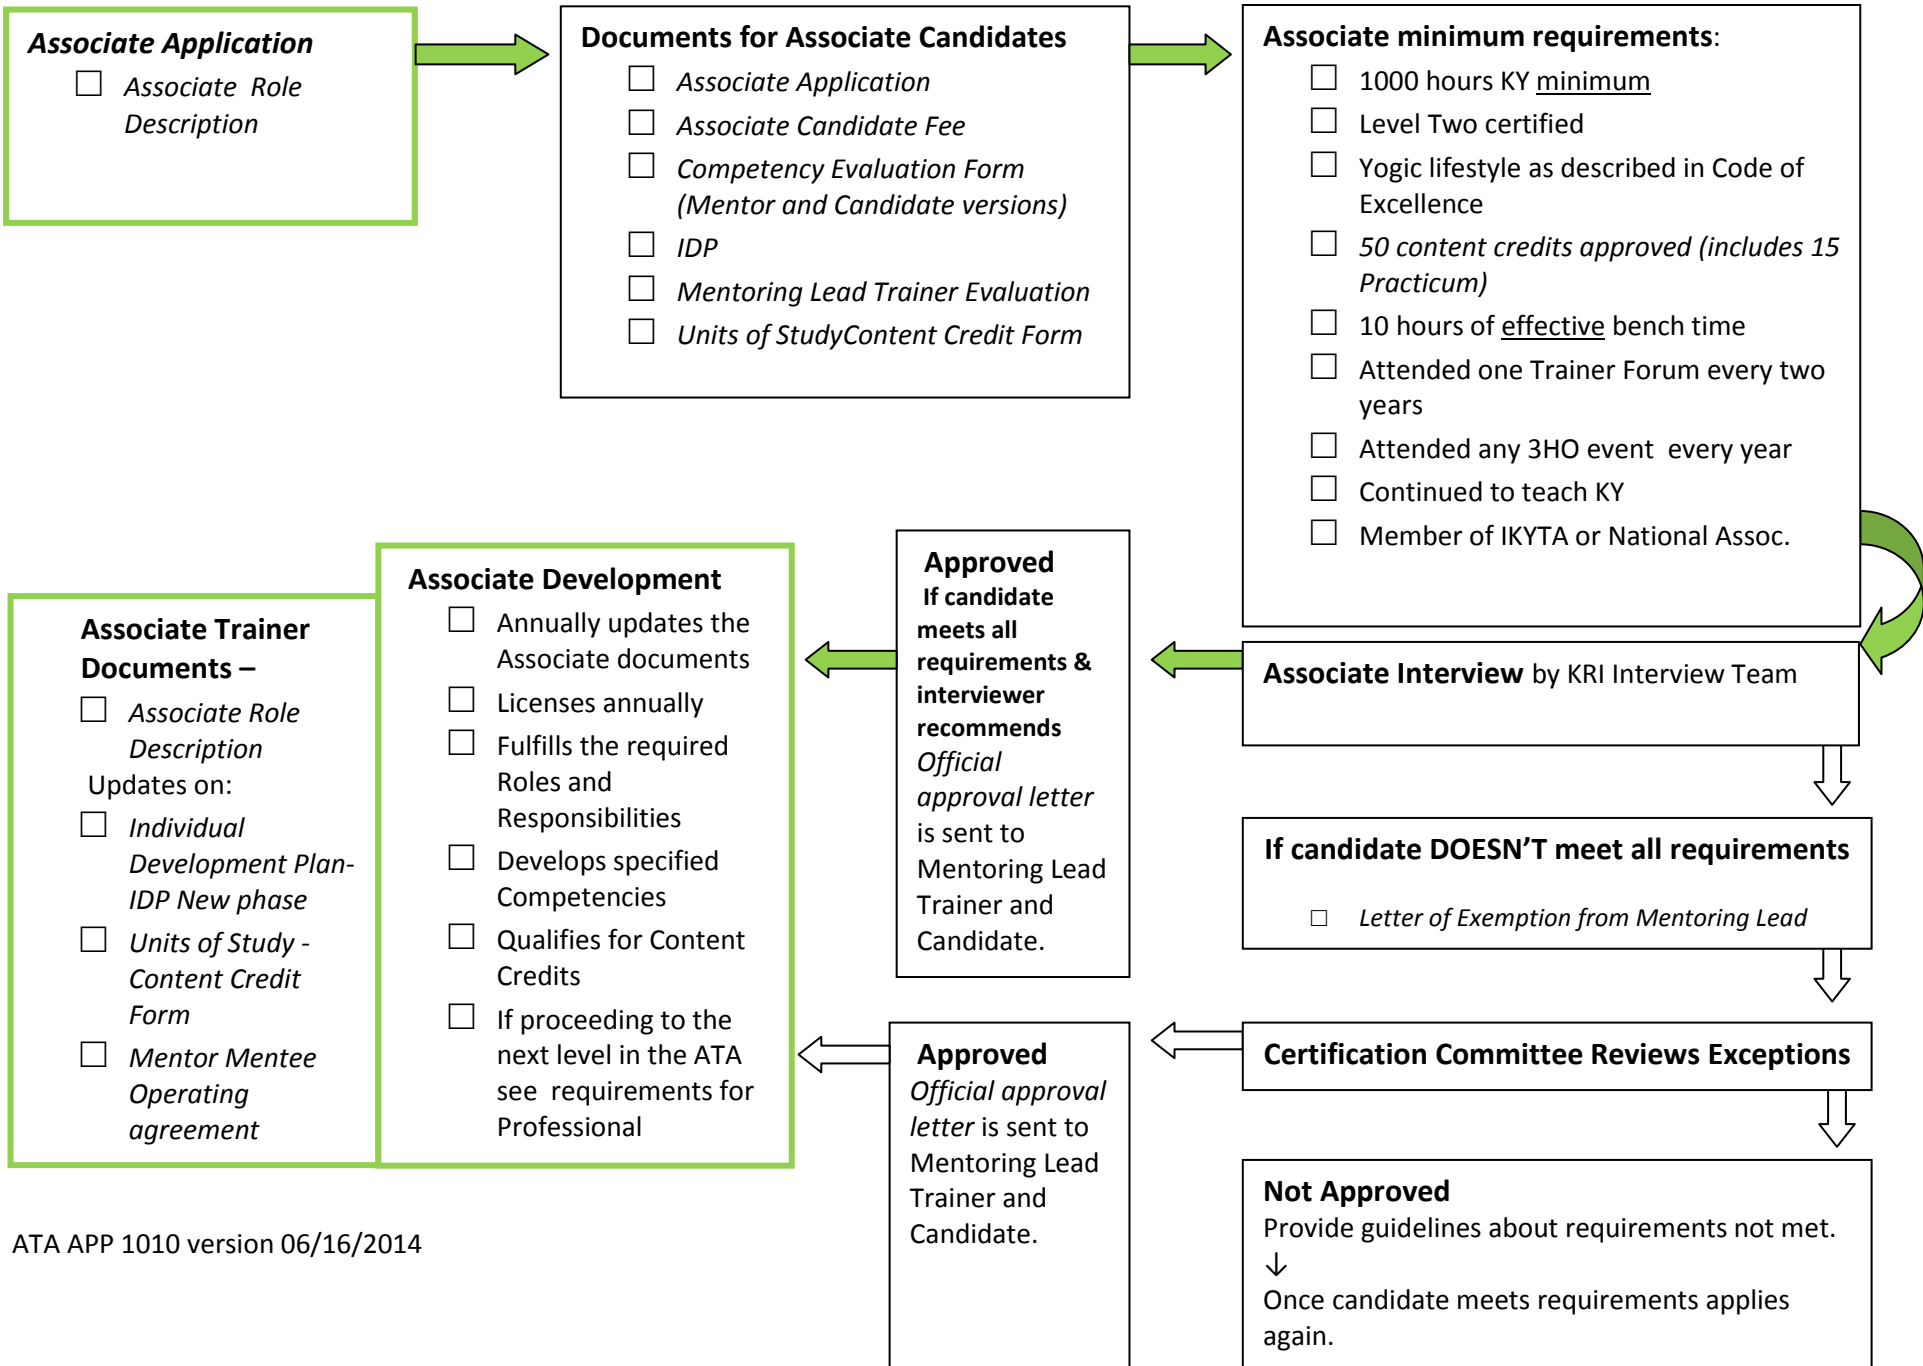 Associate Application
☐ Associate Role
Description
Documents for Associate Candidates
☐ Associate Application
☐ Associate Candidate Fee
☐ Competency Evaluation Form
(Mentor and Candidate versions)
☐ IDP
☐ Mentoring Lead Trainer Evaluation
☐ Units of StudyContent Credit Form
Associate minimum requirements:
☐ 1000 hours KY minimum
☐ Level Two certified
☐ Yogic lifestyle as described in Code of
Excellence
☐ 50 content credits approved (includes 15
Practicum)
☐ 10 hours of effective bench time
☐ Attended one Trainer Forum every two
years
☐ Attended any 3HO event every year
☐ Continued to teach KY
☐ Member of IKYTA or National Assoc.
Associate Interview by KRI Interview Team
If candidate DOESN’T meet all requirements
☐ Letter of Exemption from Mentoring Lead
Certification Committee Reviews Exceptions
Not Approved
Provide guidelines about requirements not met.
↓
Once candidate meets requirements applies
again.
Approved
If candidate
meets all
requirements &
interviewer
recommends
Official
approval letter
is sent to
Mentoring Lead
Trainer and
Candidate.
Approved
Official approval
letter is sent to
Mentoring Lead
Trainer and
Candidate.
Associate Development
☐ Annually updates the
Associate documents
☐ Licenses annually
☐ Fulfills the required
Roles and
Responsibilities
☐ Develops specified
Competencies
☐ Qualifies for Content
Credits
☐ If proceeding to the
next level in the ATA
see requirements for
Professional
Associate Trainer
Documents –
☐ Associate Role
Description
Updates on:
☐ Individual
Development Plan-
IDP New phase
☐ Units of Study -
Content Credit
Form
☐ Mentor Mentee
Operating
agreement
ATA APP 1010 version 06/16/2014